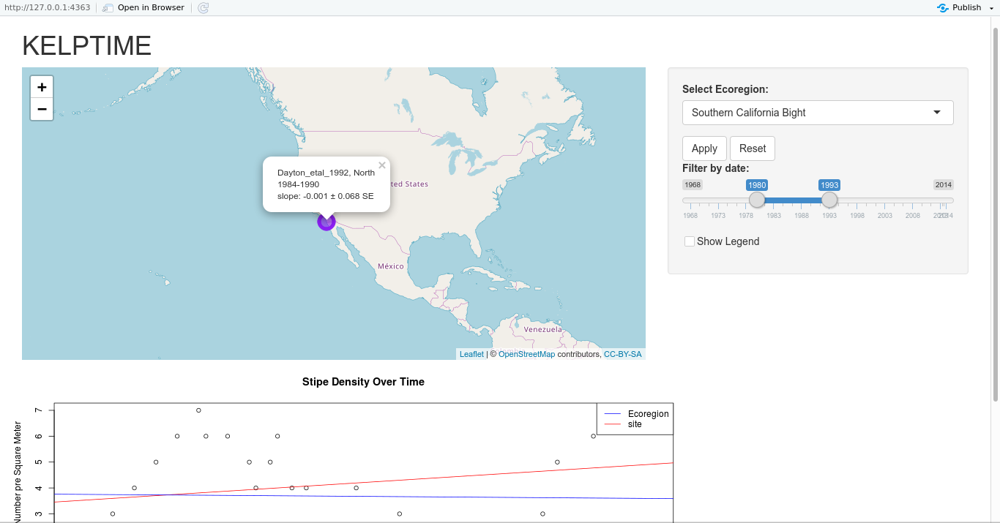 http://127.0.0.1:4363 Open in Browser Publish
KELPTIME
+
−
Dayton_etal_1992, North
1984-1990
slope: -0.001 ± 0.068 SE
×
ted States
México
Venezuela
Leaflet | © OpenStreetMap contributors, CC-BY-SA
Select Ecoregion:
Southern California Bight
Apply Reset
Filter by date:
1968 1980 1993 2014
1968 1973 1978 1983 1988 1993 1998 2003 2008 2013 2014
Show Legend
Stipe Density Over Time
Number pre Square Meter
7
6
5
4
3
Ecoregion
site